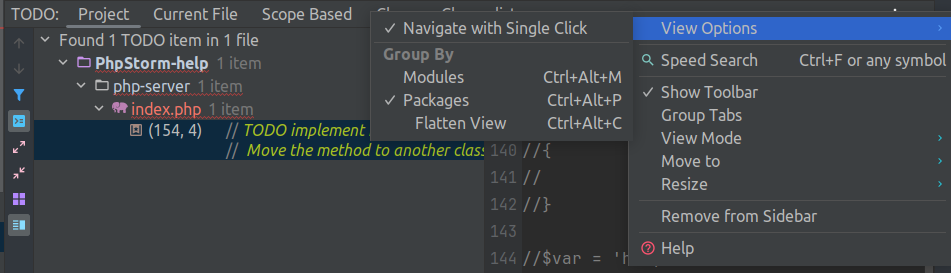 TODO: Project Current File Scope Based
Found 1 TODO item in 1 file
PhpStorm-help 1 item
php-server 1 item
index.php 1 item
(154, 4) // TODO implement
// Move the method to another clas
Navigate with Single Click
Group By
Modules Ctrl+Alt+M
Packages Ctrl+Alt+P
Flatten View Ctrl+Alt+C
140 //{
141 //
142 //}
143
144 //$var = 'h
View Options
Speed Search Ctrl+F or any symbol
Show Toolbar
Group Tabs
View Mode
Move to
Resize
Remove from Sidebar
Help